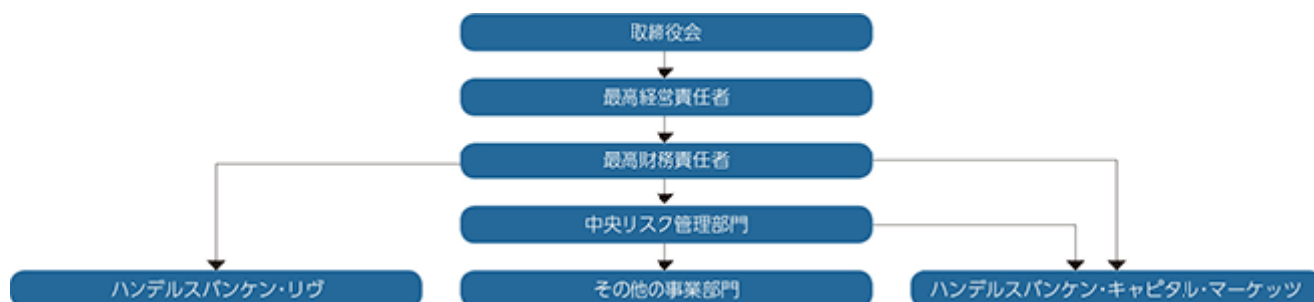 取締役会
最高経営責任者
最高財務責任者
中央リスク管理部門
ハンデルスバンケン・リヴ
その他の事業部門
ハンデルスバンケン・キャピタル・マーケッツ